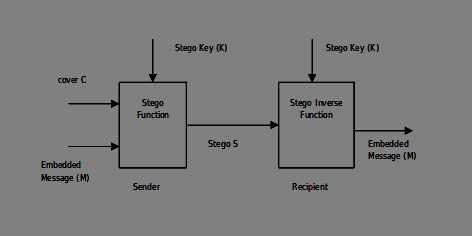 Stego Key (K)
Stego Key (K)
cover C
Stego
Function
Stego Inverse
Function
Stego S
Embedded
Message (M)
Embedded
Message (M)
Sender
Recipient